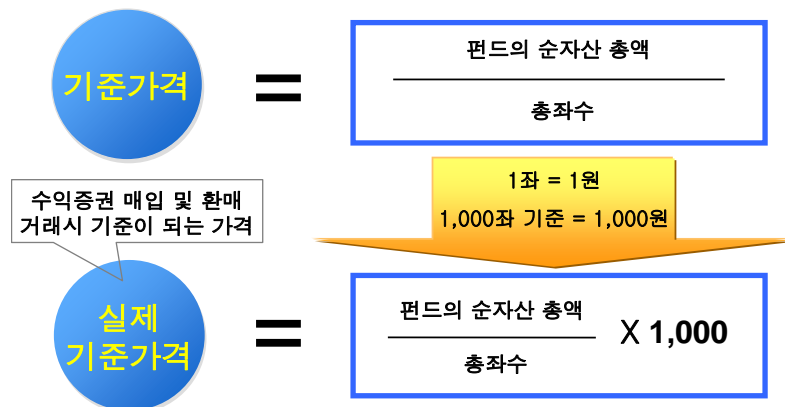 기준가격
=
펀드의 순자산 총액
총좌수
1좌 = 1원
1,000좌 기준 = 1,000원
수익증권 매입 및 환매
거래시 기준이 되는 가격
실제
기준가격
=
펀드의 순자산 총액
총좌수
X 1,000